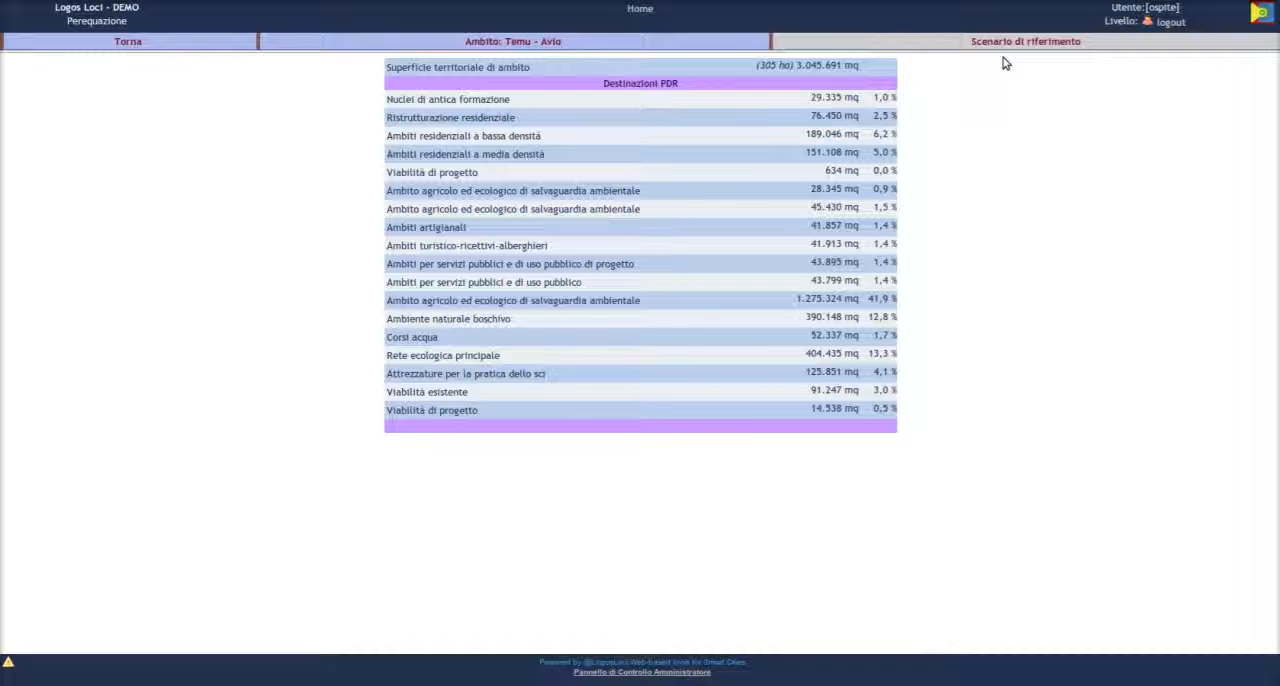 Logos Loci - DEMO
Perequazione
Home
Utente:[ospite]
Livello: logout
Torna
Ambito: Temu - Avio
Scenario di riferimento
Superficie territoriale di ambito (305 ha) 3.045.691 mq
Destinazioni PDR
Nuclei di antica formazione 29.335 mq 1,0 %
Ristrutturazione residenziale 76.450 mq 2,5 %
Ambiti residenziali a bassa densità 189.046 mq 6,2 %
Ambiti residenziali a media densità 151.108 mq 5,0 %
Viabilità di progetto 634 mq 0,0 %
Ambito agricolo ed ecologico di salvaguardia ambientale 28.345 mq 0,9 %
Ambito agricolo ed ecologico di salvaguardia ambientale 45.430 mq 1,5 %
Ambiti artigianali 41.857 mq 1,4 %
Ambiti turistico-ricettivi-alberghieri 41.913 mq 1,4 %
Ambiti per servizi pubblici e di uso pubblico di progetto 43.895 mq 1,4 %
Ambiti per servizi pubblici e di uso pubblico 43.799 mq 1,4 %
Ambito agricolo ed ecologico di salvaguardia ambientale 1.275.324 mq 41,9 %
Ambiente naturale boschivo 390.148 mq 12,8 %
Corsi acqua 52.337 mq 1,7 %
Rete ecologica principale 404.435 mq 13,3 %
Attrezzature per la pratica dello sci 125.851 mq 4,1 %
Viabilità esistente 91.247 mq 3,0 %
Viabilità di progetto 14.538 mq 0,5 %
Powered by @LogosLoci Web-based tools for Smart Cities
Pannello di Controllo Amministratore